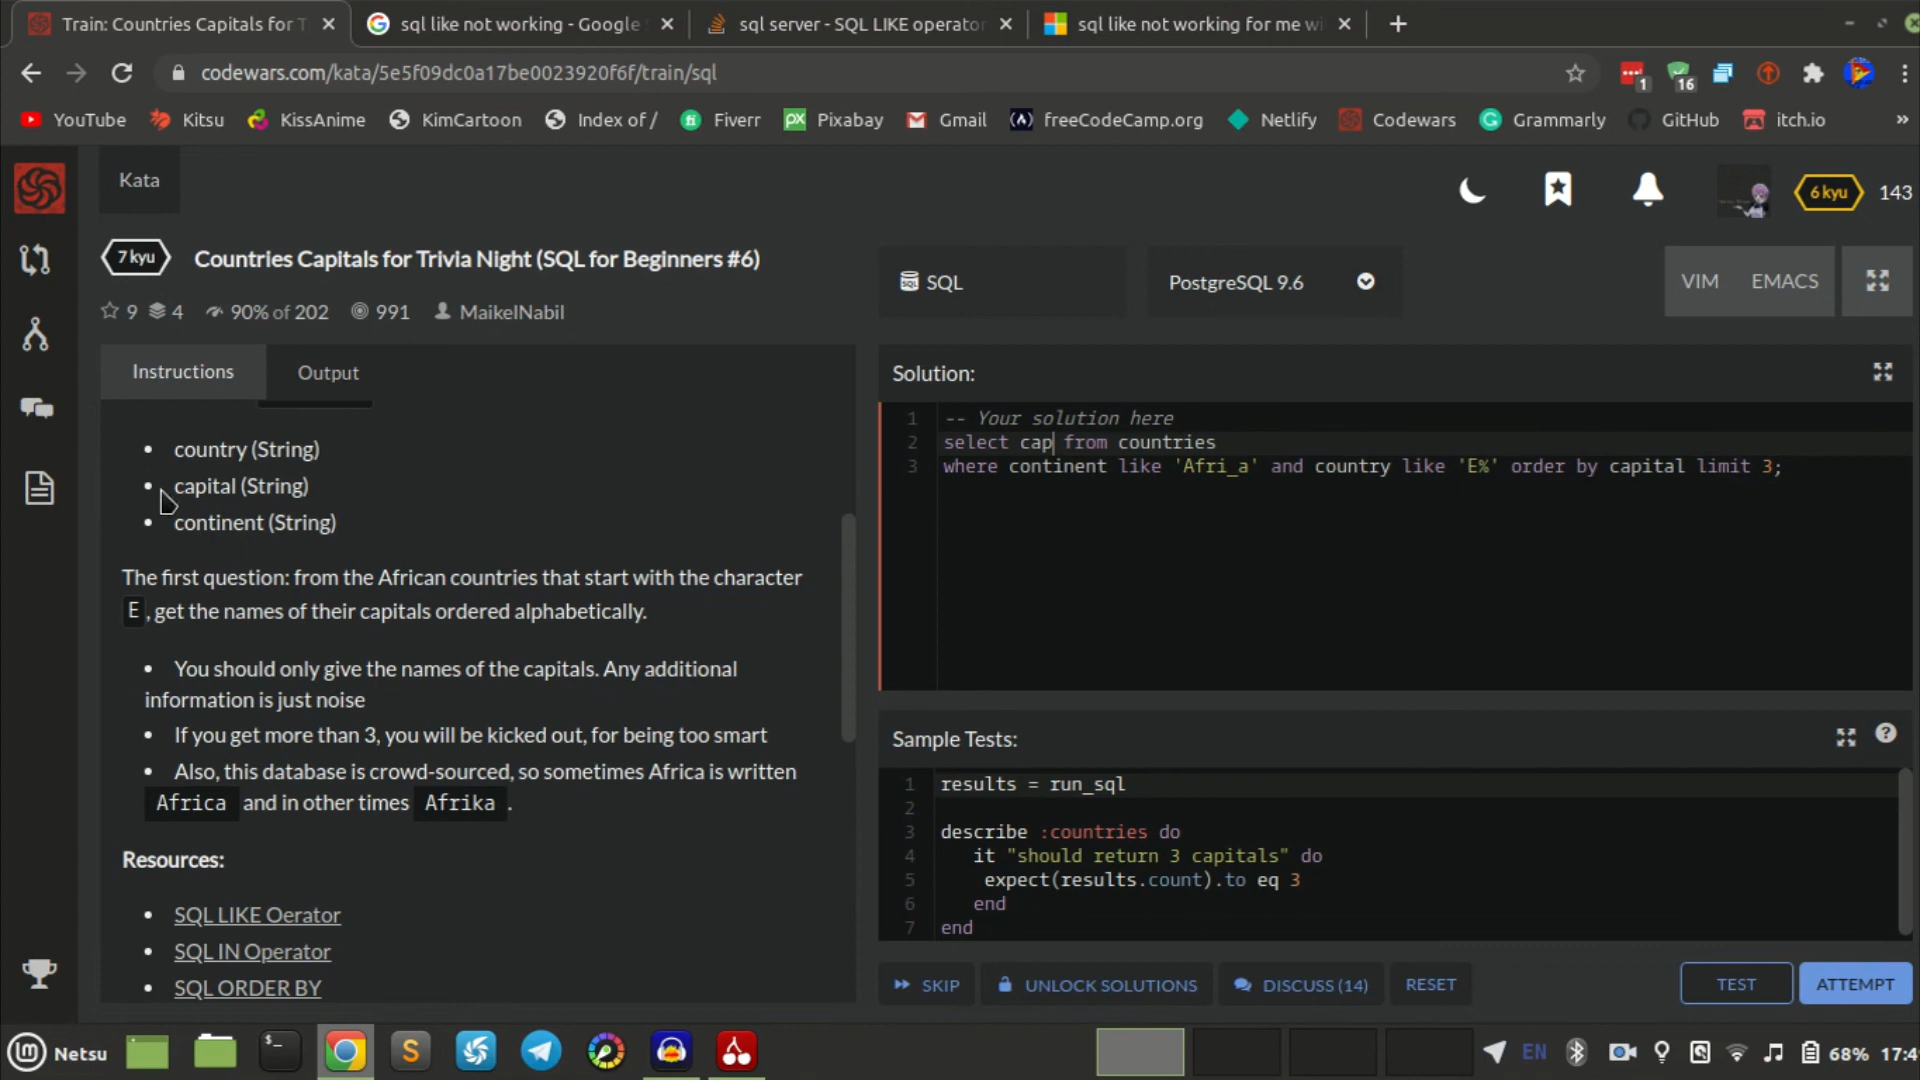 Train: Countries Capitals for T
sql like not working - Google S
sql server - SQL LIKE operator
sql like not working for me wi
codewars.com/kata/5e5f09dc0a17be0023920f6f/train/sql
1
16
YouTube
Kitsu
KissAnime
KimCartoon
Index of /
Fiverr
Pixabay
Gmail
freeCodeCamp.org
Netlify
Codewars
Grammarly
GitHub
itch.io
»
Kata
6 kyu
143
7 kyu
Countries Capitals for Trivia Night (SQL for Beginners #6)
9
4
90% of 202
991
MaikelNabil
SQL
PostgreSQL 9.6
VIM
EMACS
Instructions
Output
• country (String)
• capital (String)
• continent (String)
The first question: from the African countries that start with the character
E , get the names of their capitals ordered alphabetically.
• You should only give the names of the capitals. Any additional
information is just noise
• If you get more than 3, you will be kicked out, for being too smart
• Also, this database is crowd-sourced, so sometimes Africa is written
Africa and in other times Afrika .
Resources:
• SQL LIKE Oerator
• SQL IN Operator
• SQL ORDER BY
Solution:
1 -- Your solution here
2 select cap from countries
3 where continent like 'Afri_a' and country like 'E%' order by capital limit 3;
Sample Tests:
1 results = run_sql
2
3 describe :countries do
4 it "should return 3 capitals" do
5 expect(results.count).to eq 3
6 end
7 end
SKIP
UNLOCK SOLUTIONS
DISCUSS (14)
RESET
TEST
ATTEMPT
Netsu
EN
68%
17:4